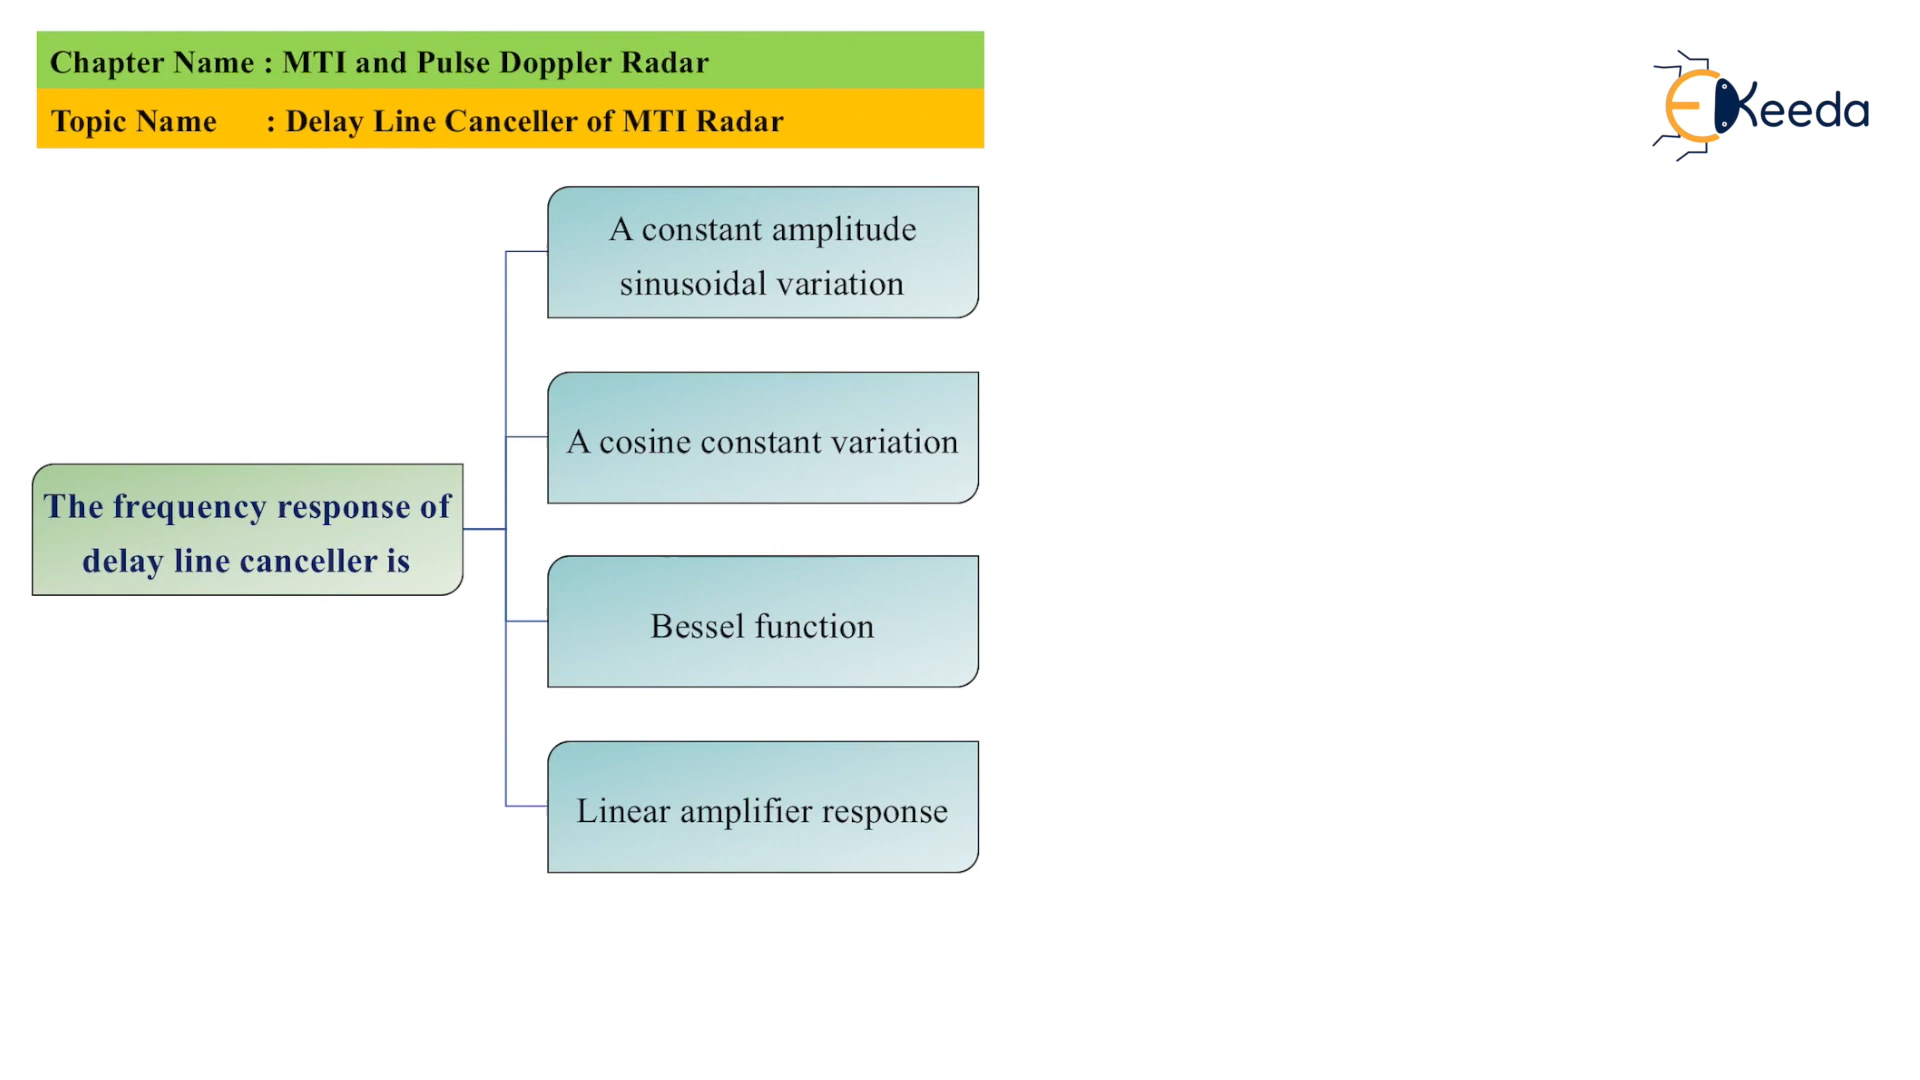 Chapter Name : MTI and Pulse Doppler Radar
Topic Name : Delay Line Canceller of MTI Radar
EKeeda
The frequency response of
delay line canceller is
A constant amplitude
sinusoidal variation
A cosine constant variation
Bessel function
Linear amplifier response